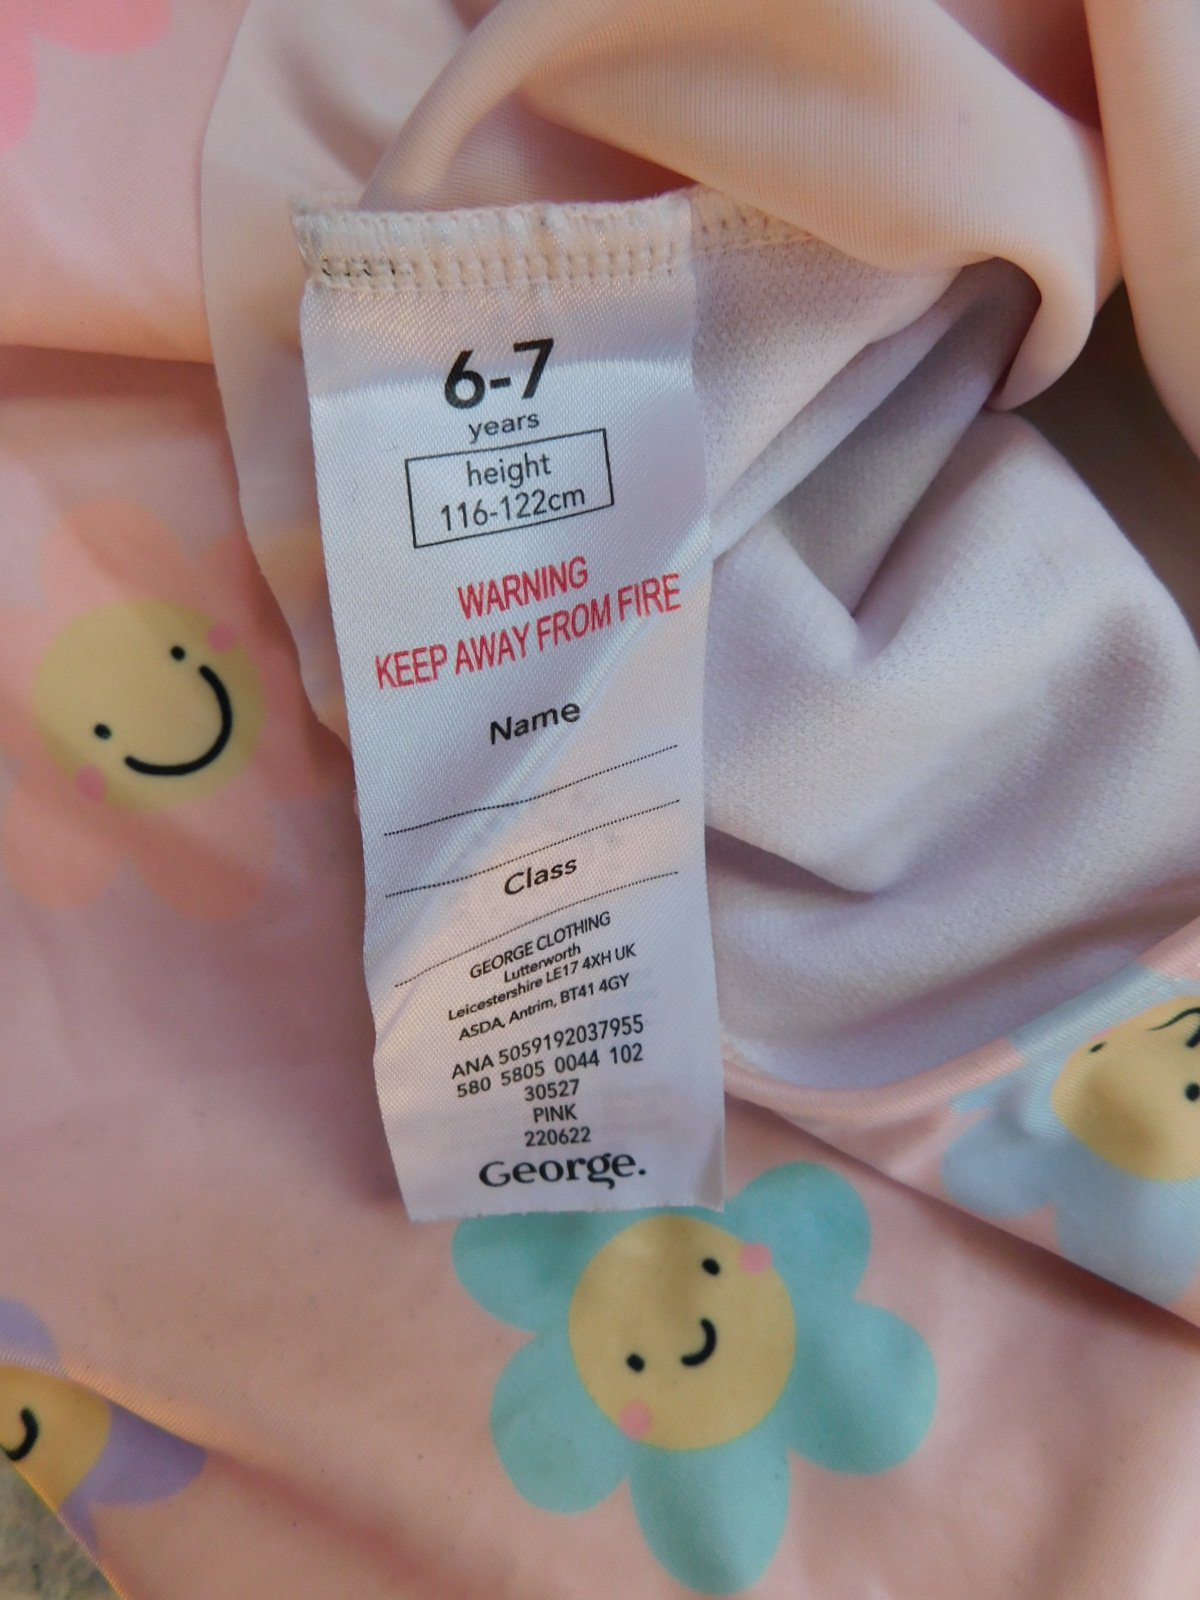 6-7
years
height
116-122cm
WARNING
KEEP AWAY FROM FIRE
Name
Class
GEORGE CLOTHING
Lutterworth
Leicestershire LE17 4XH UK
ASDA, Antrim, BT41 4GY
ANA 5059192037955
580 5805 0044 102
30527
PINK
220622
George.